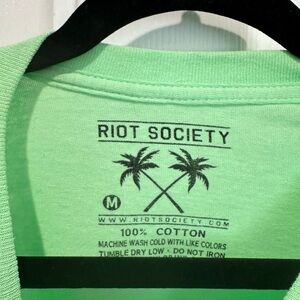 RIOT SOCIETY
M
WWW.RIOTSOCIETY.COM
100% COTTON
MACHINE WASH COLD WITH LIKE COLORS
TUMBLE DRY LOW - DO NOT IRON